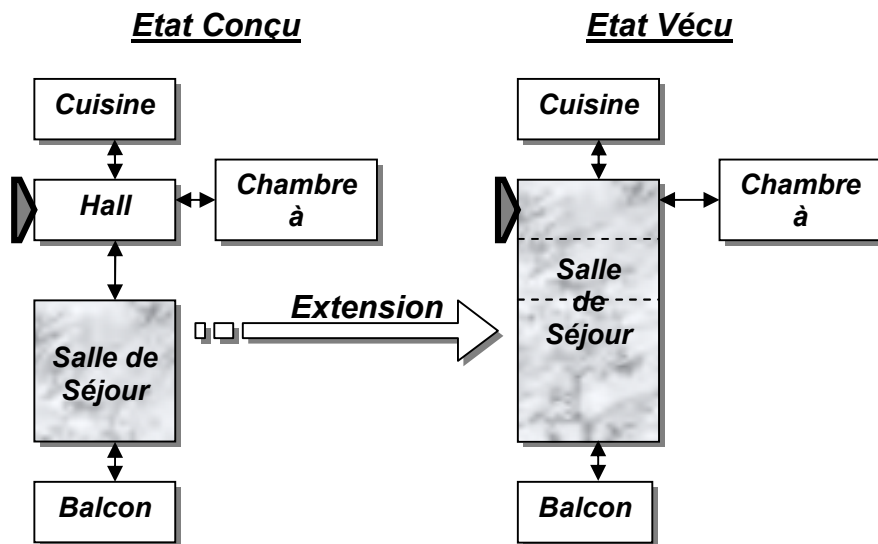 Etat Conçu
Etat Vécu
Cuisine
Hall
Chambre
à
Salle de
Séjour
Balcon
Extension
Cuisine
Chambre
à
Salle
de
Séjour
Balcon